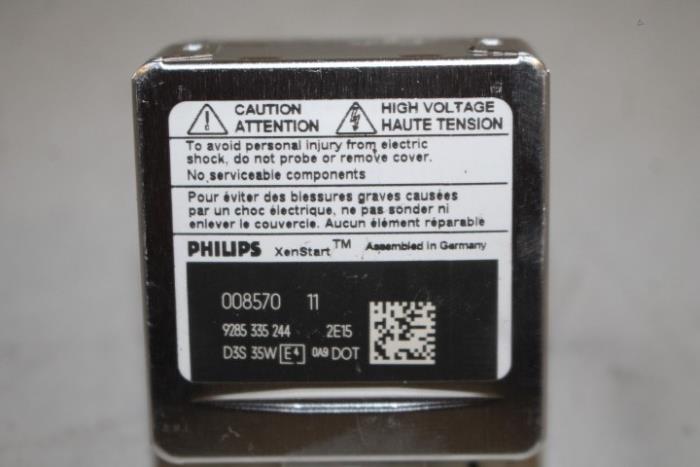 CAUTION
ATTENTION
HIGH VOLTAGE
HAUTE TENSION
To avoid personal injury from electric
shock, do not probe or remove cover.
No serviceable components
Pour éviter des blessures graves causées
par un choc électrique, ne pas sonder ni
enlever le couvercle. Aucun élément réparable
PHILIPS XenStart™ Assembled in Germany
008570 11
9285 335 244 2E15
D3S 35W E4 0A9 DOT